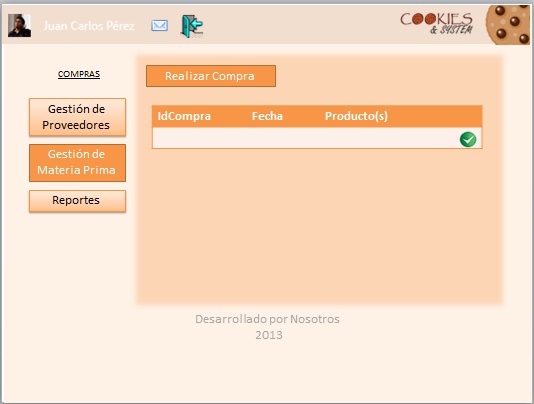 Juan Carlos Pérez
COOKIES
& SYSTEM
COMPRAS
Gestión de
Proveedores
Gestión de
Materia Prima
Reportes
Realizar Compra
IdCompra Fecha Producto(s)
Desarrollado por Nosotros
2013